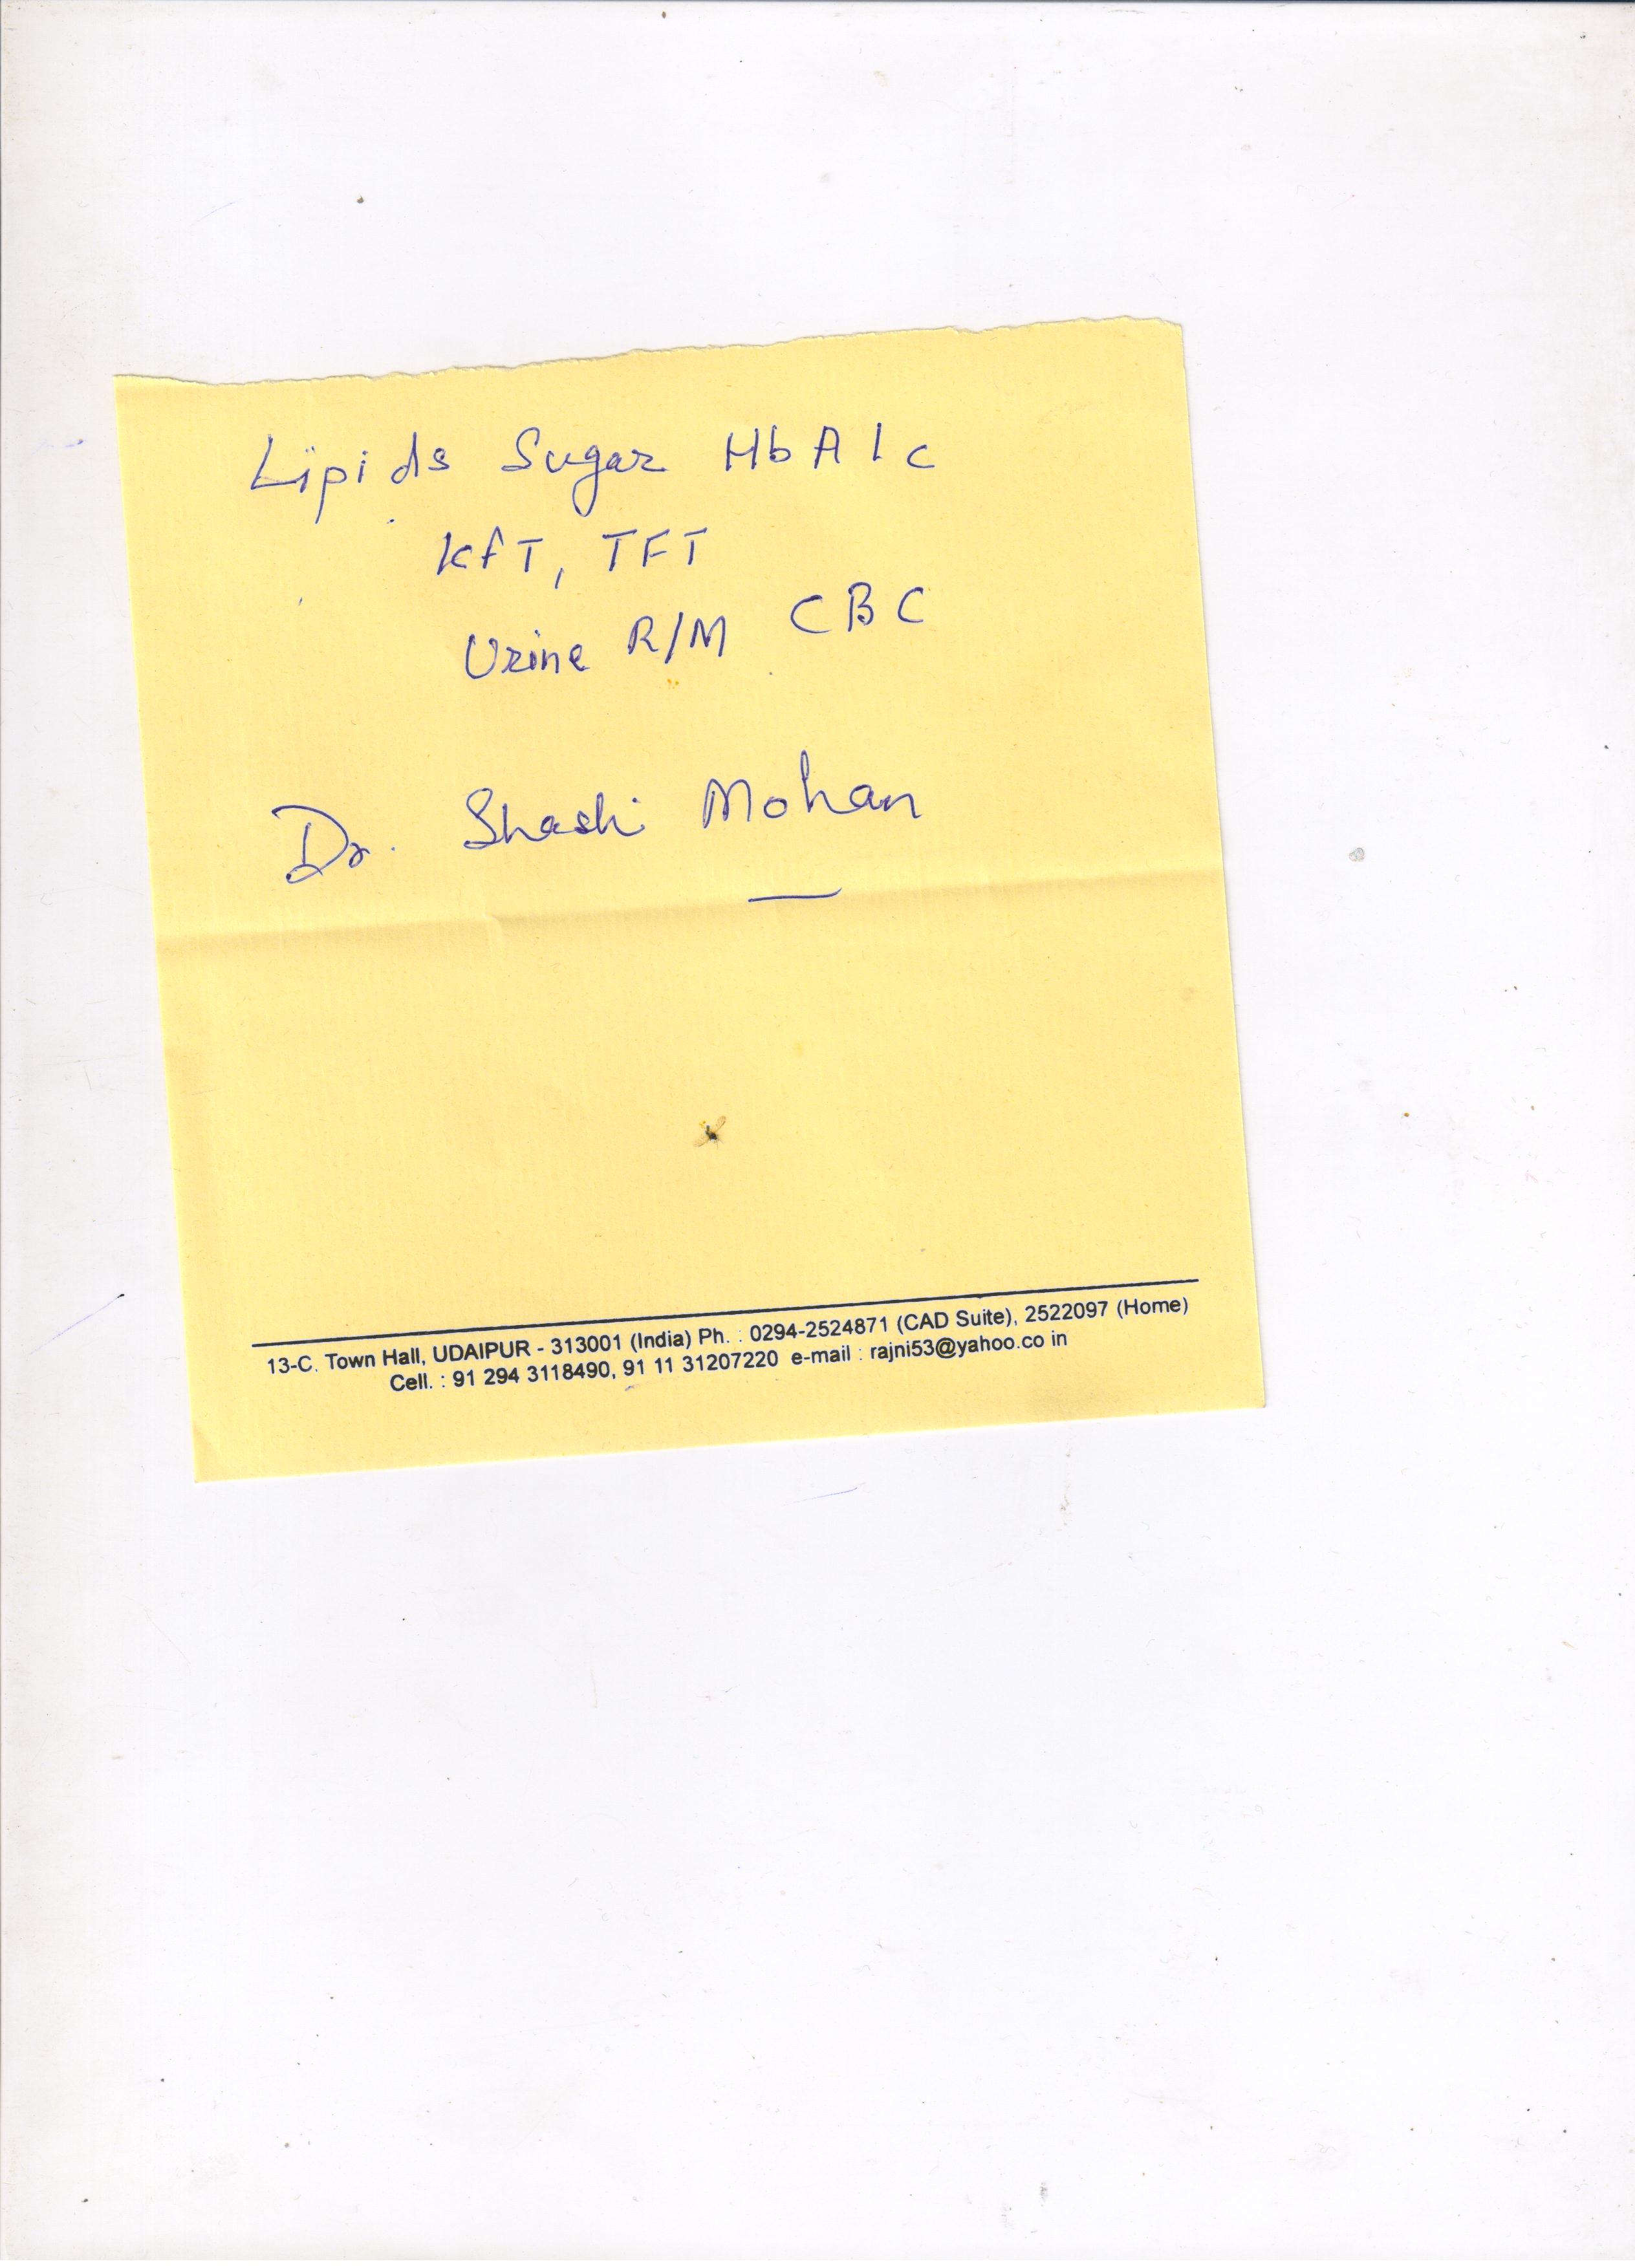 Lipids Sugar HbA1c
KfT, TFT
Urine R/M CBC
Dr. Shashi Mohan
13-C. Town Hall, UDAIPUR - 313001 (India) Ph. : 0294-2524871 (CAD Suite), 2522097 (Home)
Cell. : 91 294 3118490, 91 11 31207220 e-mail : rajni53@yahoo.co in